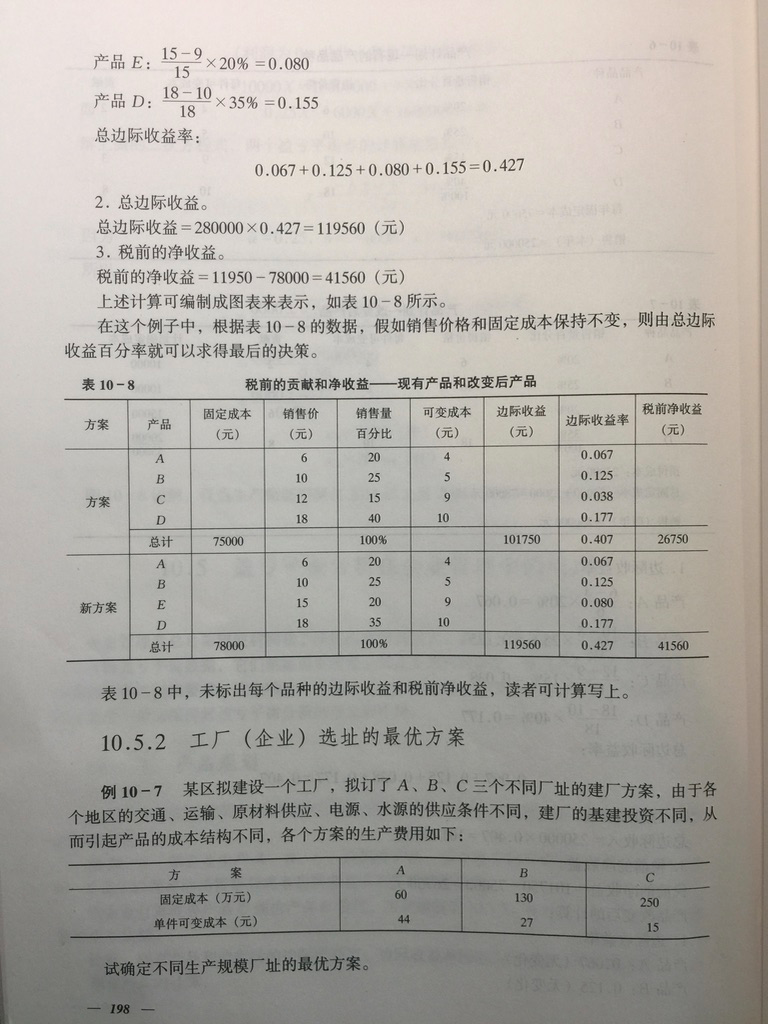 产品 E：15－9/15×20%＝0.080
产品 D：18－10/18×35%＝0.155
总边际收益率：
0.067＋0.125＋0.080＋0.155＝0.427
2．总边际收益。
总边际收益＝280000×0.427＝119560（元）
3．税前的净收益。
税前的净收益＝11950－78000＝41560（元）
上述计算可编制成图表来表示，如表 10－8 所示。
在这个例子中，根据表 10－8 的数据，假如销售价格和固定成本保持不变，则由总边际
收益百分率就可以求得最后的决策。
表 10－8 税前的贡献和净收益——现有产品和改变后产品
方案 产品 固定成本（元） 销售价（元） 销售量百分比 可变成本（元） 边际收益（元） 边际收益率 税前净收益（元）
方案 A 6 20 4 0.067
B 10 25 5 0.125
C 12 15 9 0.038
D 18 40 10 0.177
总计 75000 100% 101750 0.407 26750
新方案 A 6 20 4 0.067
B 10 25 5 0.125
E 15 20 9 0.080
D 18 35 10 0.177
总计 78000 100% 119560 0.427 41560
表 10－8 中，未标出每个品种的边际收益和税前净收益，读者可计算写上。
10.5.2 工厂（企业）选址的最优方案
例 10－7 某区拟建设一个工厂，拟订了 A、B、C 三个不同厂址的建厂方案，由于各
个地区的交通、运输、原材料供应、电源、水源的供应条件不同，建厂的基建投资不同，从
而引起产品的成本结构不同，各个方案的生产费用如下：
方 案 A B C
固定成本（万元） 60 130 250
单件可变成本（元） 44 27 15
试确定不同生产规模厂址的最优方案。
— 198 —